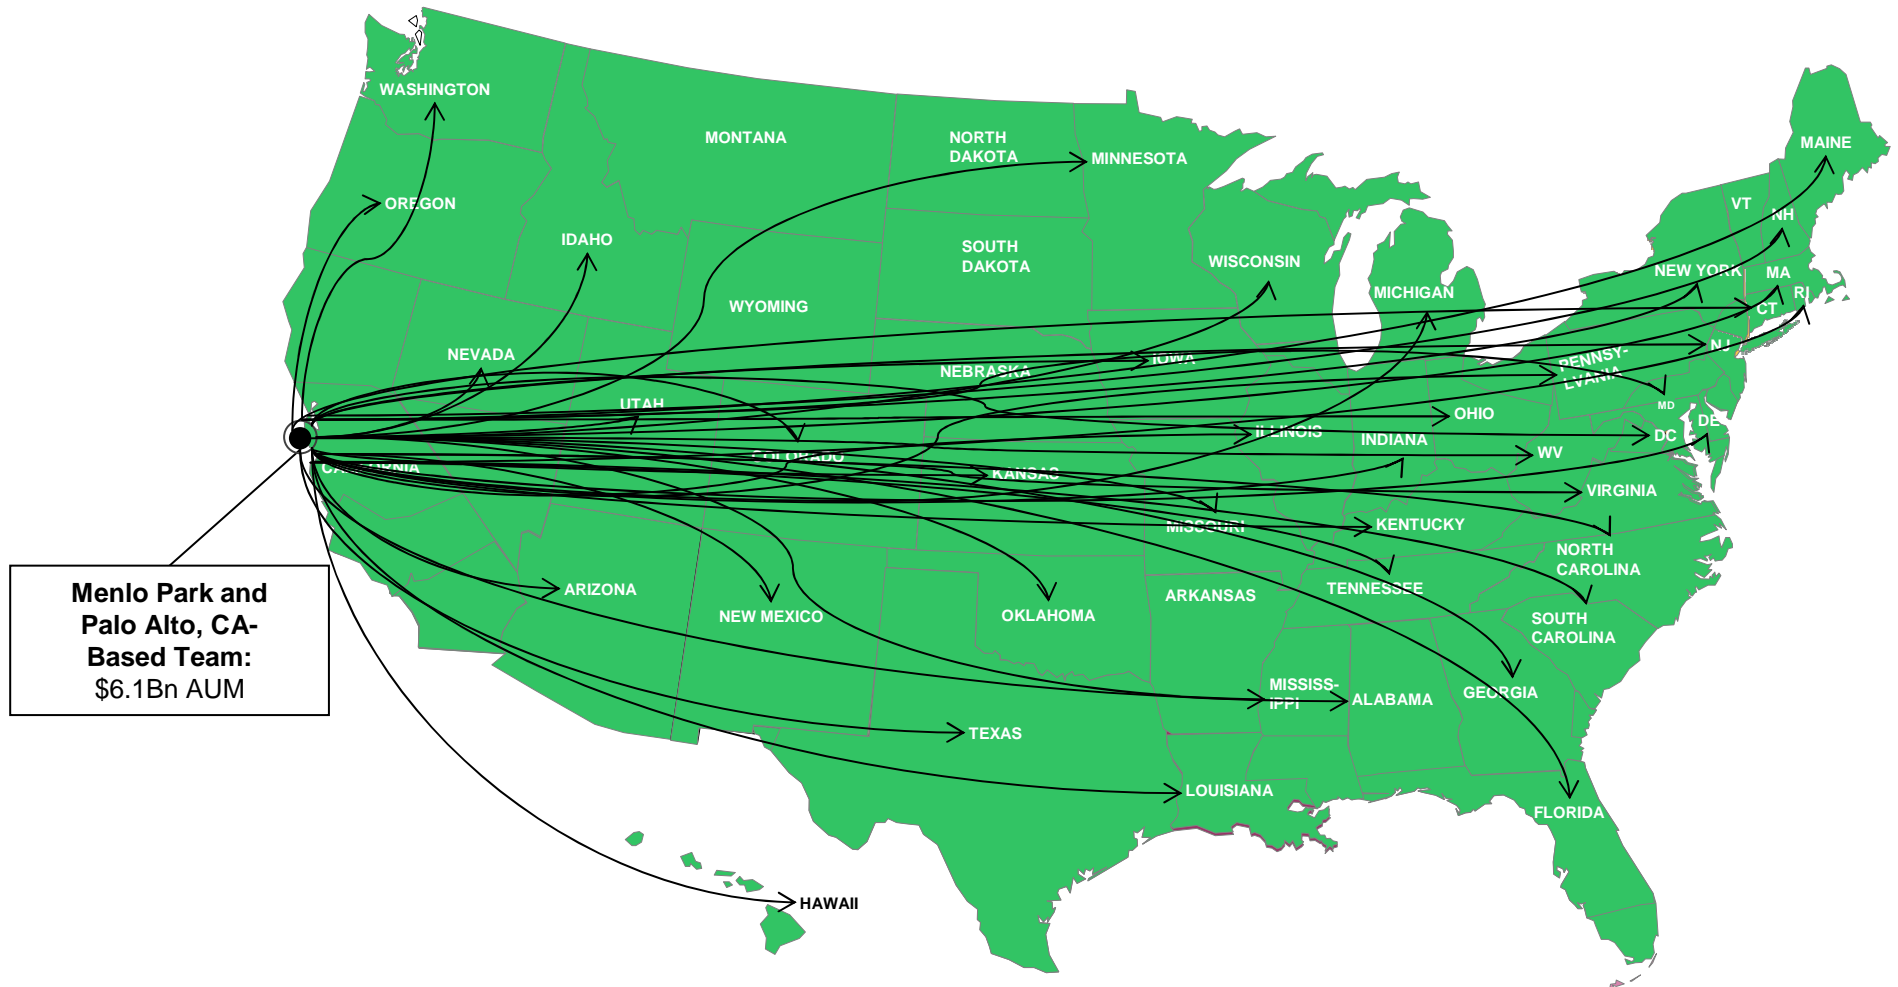 WASHINGTON
MONTANA
NORTH
DAKOTA
MINNESOTA
MAINE
OREGON
IDAHO
VT
NH
SOUTH
DAKOTA
WISCONSIN
NEW YORK
MA
MICHIGAN
RI
WYOMING
CT
NEVADA
IOWA
NJ
NEBRASKA
PENNSY-
LVANIA
UTAH
MD
OHIO
DE
ILLINOIS
INDIANA
DC
COLORADO
WV
CALIFORNIA
KANSAS
VIRGINIA
MISSOURI
KENTUCKY
NORTH
CAROLINA
ARIZONA
NEW MEXICO
OKLAHOMA
ARKANSAS
TENNESSEE
SOUTH
CAROLINA
Menlo Park and
Palo Alto, CA-
Based Team:
$6.1Bn AUM
MISSISS-
IPPI
ALABAMA
GEORGIA
TEXAS
LOUISIANA
FLORIDA
HAWAII